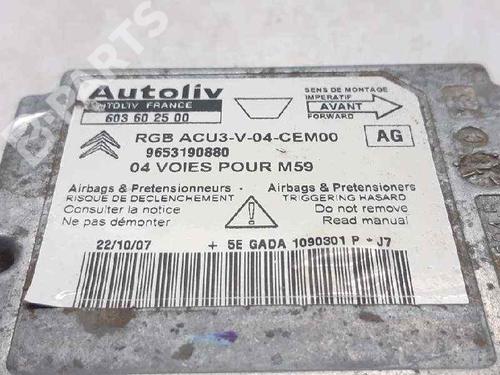 B-PARTS
Autoliv
AUTOLIV FRANCE
603 60 25 00
SENS DE MONTAGE
IMPERATIF
AVANT
FORWARD
RGB ACU3-V-04-CEM00
AG
9653190880
04 VOIES POUR M59
Airbags & Pretensionneurs - Airbags & Pretensioners
RISQUE DE DECLENCHEMENT
TRIGGERING HASARD
Consulter la notice
Do not remove
Ne pas démonter
Read manual
22/10/07 + 5E GADA 1090301 P - J7